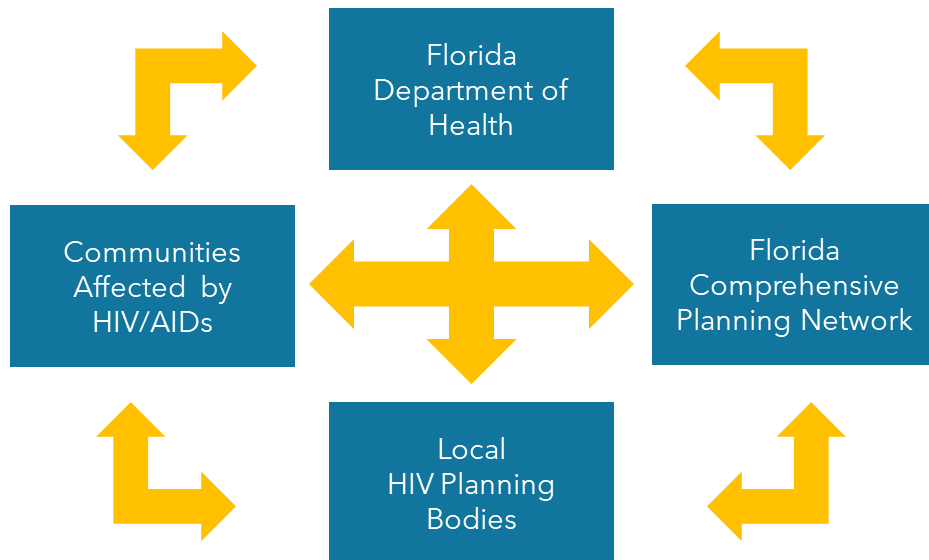 Florida
Department of
Health
Communities
Affected  by
HIV/AIDs
Florida
Comprehensive
Planning Network
Local
HIV Planning
Bodies